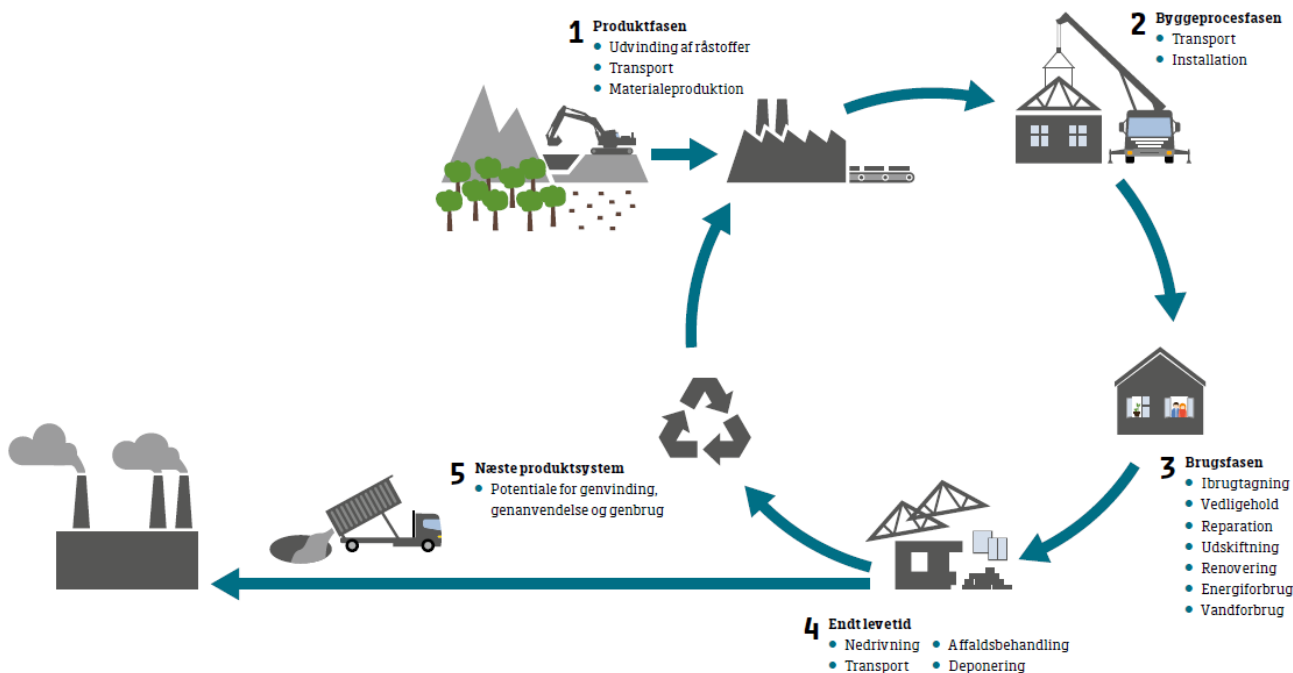 1 Produktfasen
• Udvinding af råstoffer
• Transport
• Materialeproduktion
2 Byggeprocesfasen
• Transport
• Installation
3 Brugsfasen
• Ibrugtagning
• Vedligehold
• Reparation
• Udskiftning
• Renovering
• Energiforbrug
• Vandforbrug
4 Endt levetid
• Nedrivning • Affaldsbehandling
• Transport • Deponering
5 Næste produktsystem
• Potentiale for genvinding,
genanvendelse og genbrug